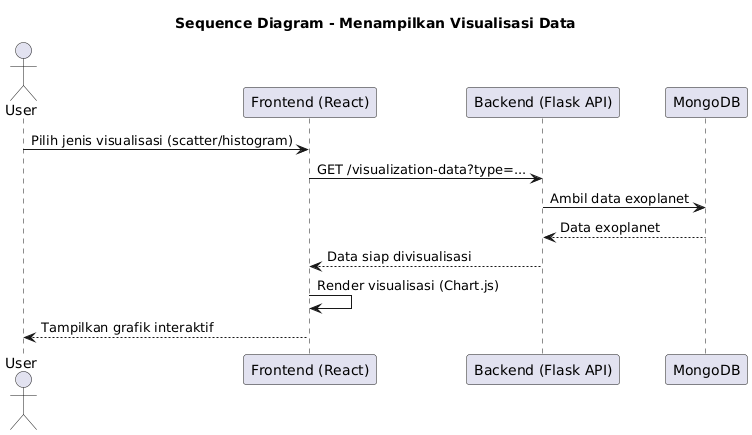 Sequence Diagram - Menampilkan Visualisasi Data
User
Frontend (React)
Backend (Flask API)
MongoDB
Pilih jenis visualisasi (scatter/histogram)
GET /visualization-data?type=...
Ambil data exoplanet
Data exoplanet
Data siap divisualisasi
Render visualisasi (Chart.js)
Tampilkan grafik interaktif
User
Frontend (React)
Backend (Flask API)
MongoDB